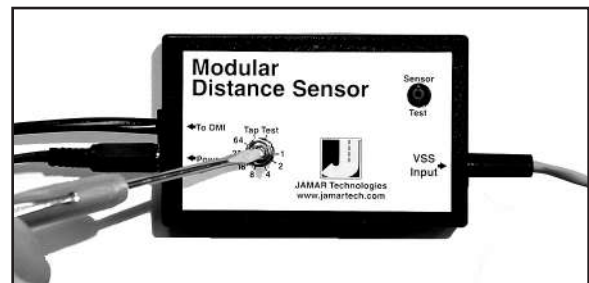 Modular
Distance Sensor
Sensor
Test
To DMI
Tap Test
64
1
2
4
8
VSS
Input
JAMAR Technologies
www.jamartech.com